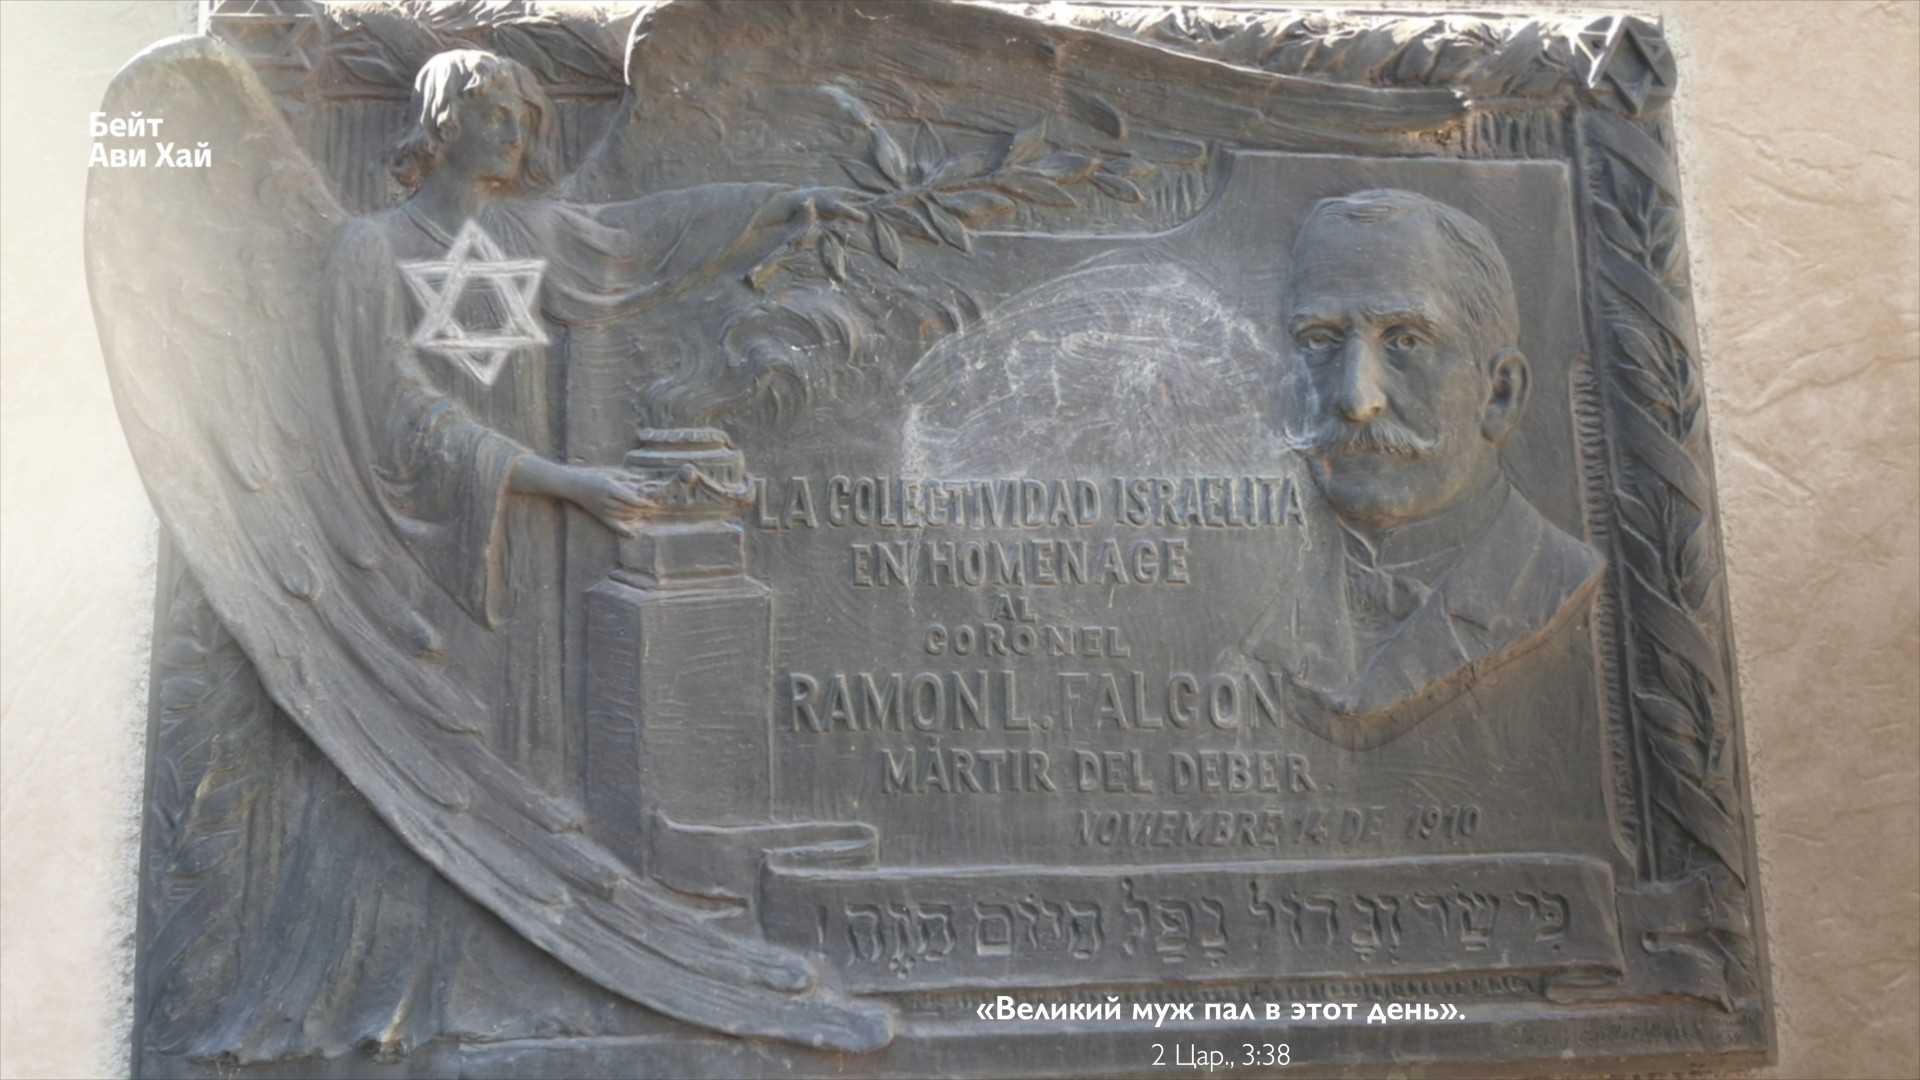 Бейт
Ави Хай
LA COLECTIVIDAD ISRAELITA
EN HOMENAGE
AL
CORONEL
RAMON L. FALCON
MÁRTIR DEL DEBER.
NOVIEMBRE 14 DE 1910
כִּי שַׂר וְגָדוֹל נָפַל הַיּוֹם הַזֶּה!
«Великий муж пал в этот день».
2 Цар., 3:38